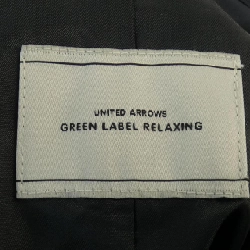 UNITED ARROWS
GREEN LABEL RELAXING